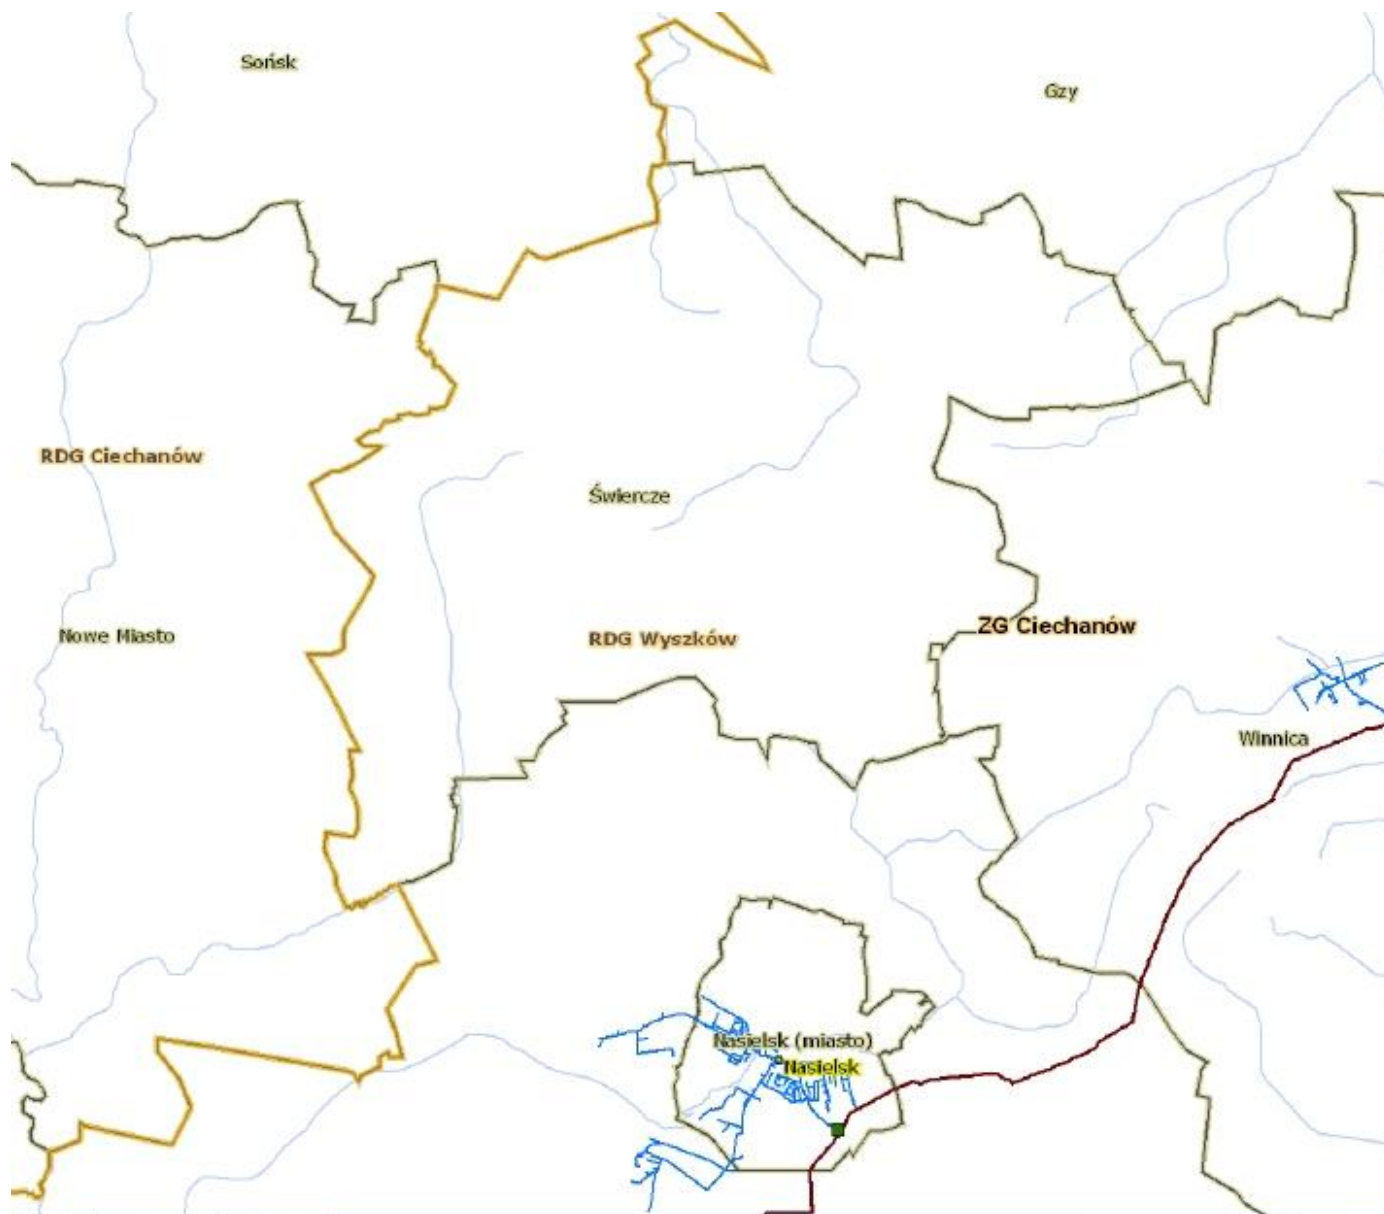 Sońsk
Gzy
RDG Ciechanów
Świercze
Nowe Miasto
RDG Wyszków
ZG Ciechanów
Winnica
Nasielsk (miasto)
Nasielsk